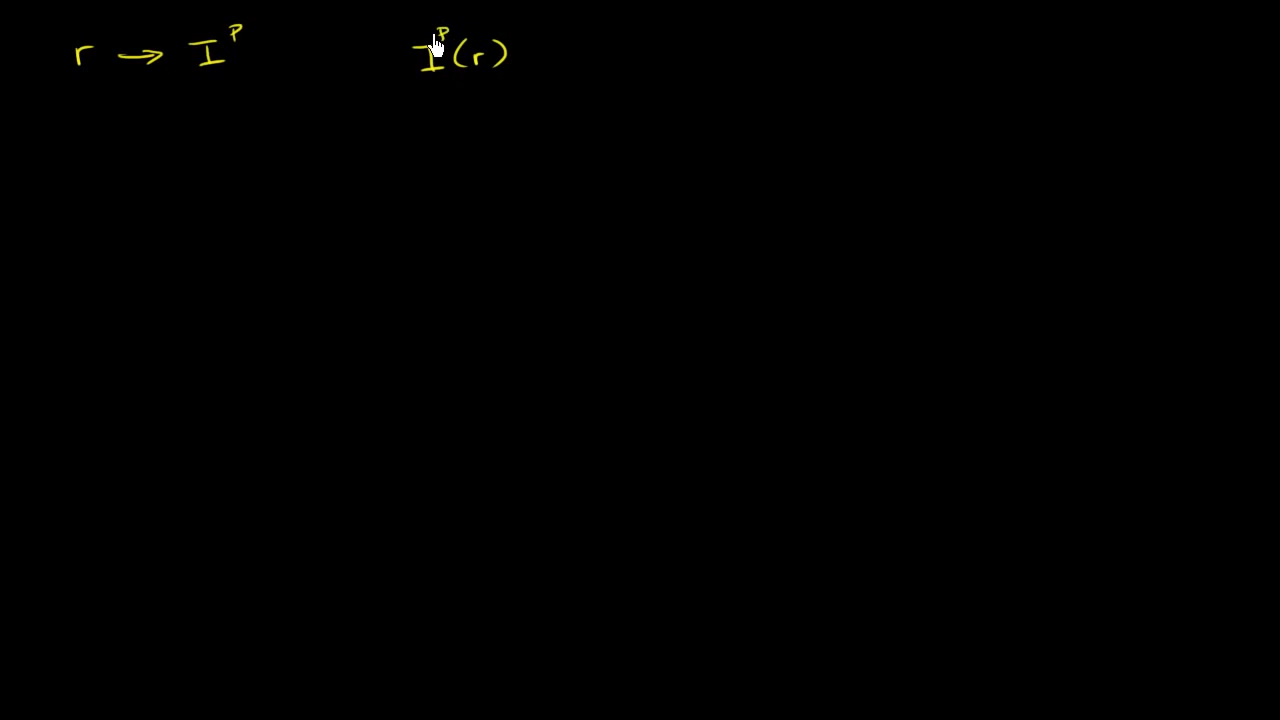 r → I^P I^P(r)